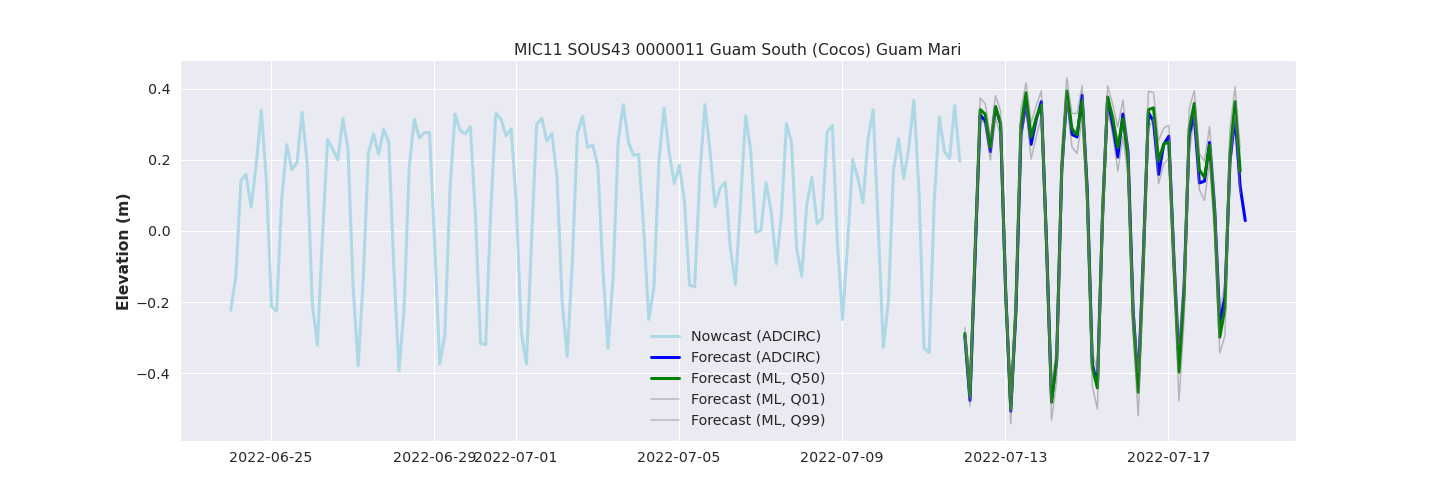 MIC11 SOUS43 0000011 Guam South (Cocos) Guam Mari
Elevation (m)
0.4
0.2
0.0
−0.2
−0.4
Nowcast (ADCIRC)
Forecast (ADCIRC)
Forecast (ML, Q50)
Forecast (ML, Q01)
Forecast (ML, Q99)
2022-06-25 2022-06-29 2022-07-01 2022-07-05 2022-07-09 2022-07-13 2022-07-17